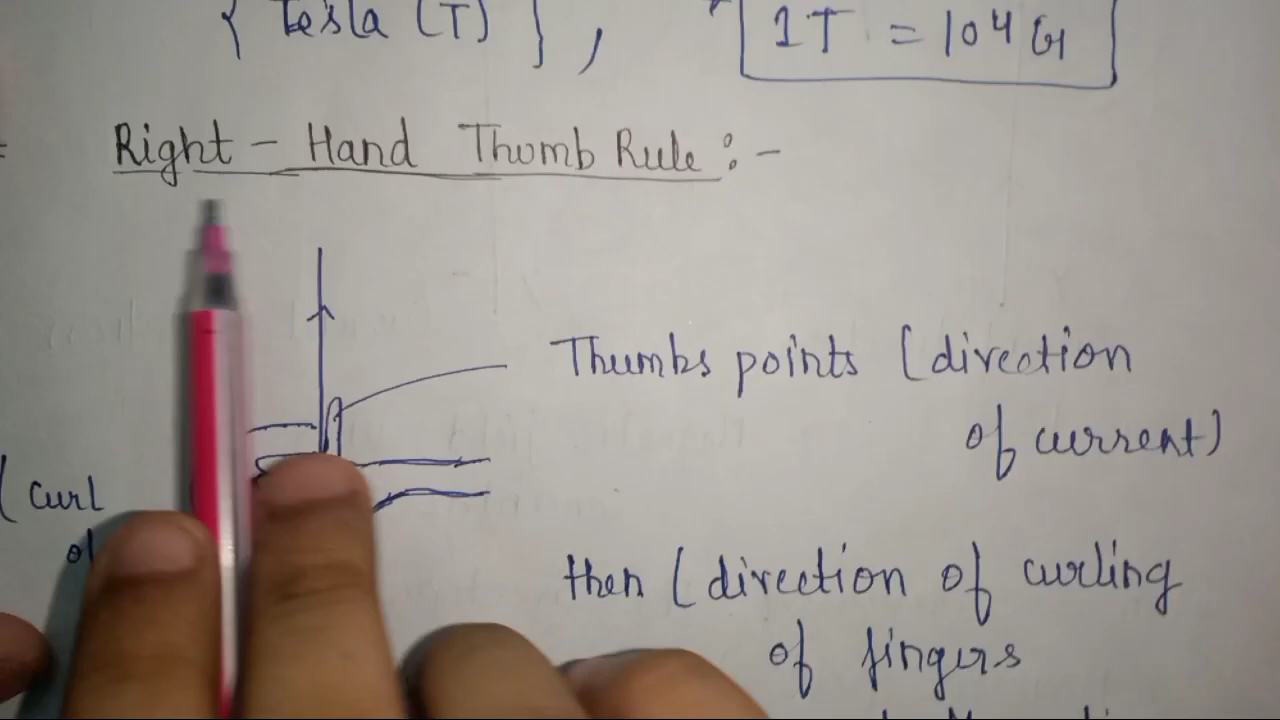 { Tesla (T) } ,
1T = 10⁴ G
Right - Hand Thumb Rule :-
Thumbs points (direction
of current)
(curl
then (direction of curling
of fingers